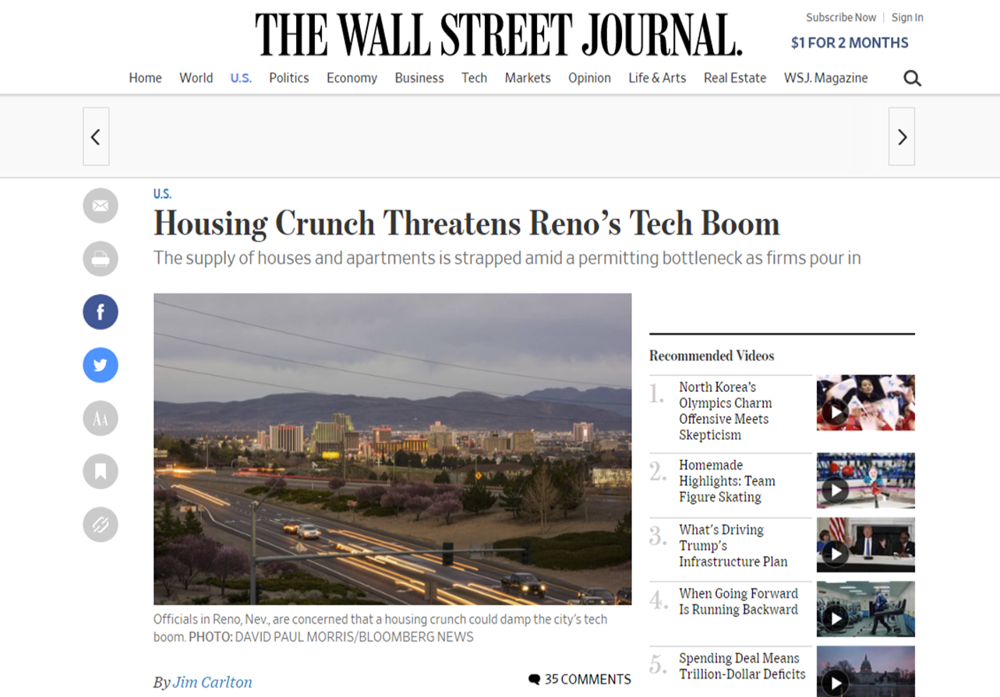 THE WALL STREET JOURNAL.
Subscribe Now | Sign In
$1 FOR 2 MONTHS
Home World U.S. Politics Economy Business Tech Markets Opinion Life & Arts Real Estate WSJ. Magazine
U.S.
Housing Crunch Threatens Reno’s Tech Boom
The supply of houses and apartments is strapped amid a permitting bottleneck as firms pour in
f
AA
Officials in Reno, Nev., are concerned that a housing crunch could damp the city’s tech
boom. PHOTO: DAVID PAUL MORRIS/BLOOMBERG NEWS
By Jim Carlton
35 COMMENTS
Recommended Videos
1. North Korea’s
Olympics Charm
Offensive Meets
Skepticism
2. Homemade
Highlights: Team
Figure Skating
3. What’s Driving
Trump’s
Infrastructure Plan
4. When Going Forward
Is Running Backward
5. Spending Deal Means
Trillion-Dollar Deficits